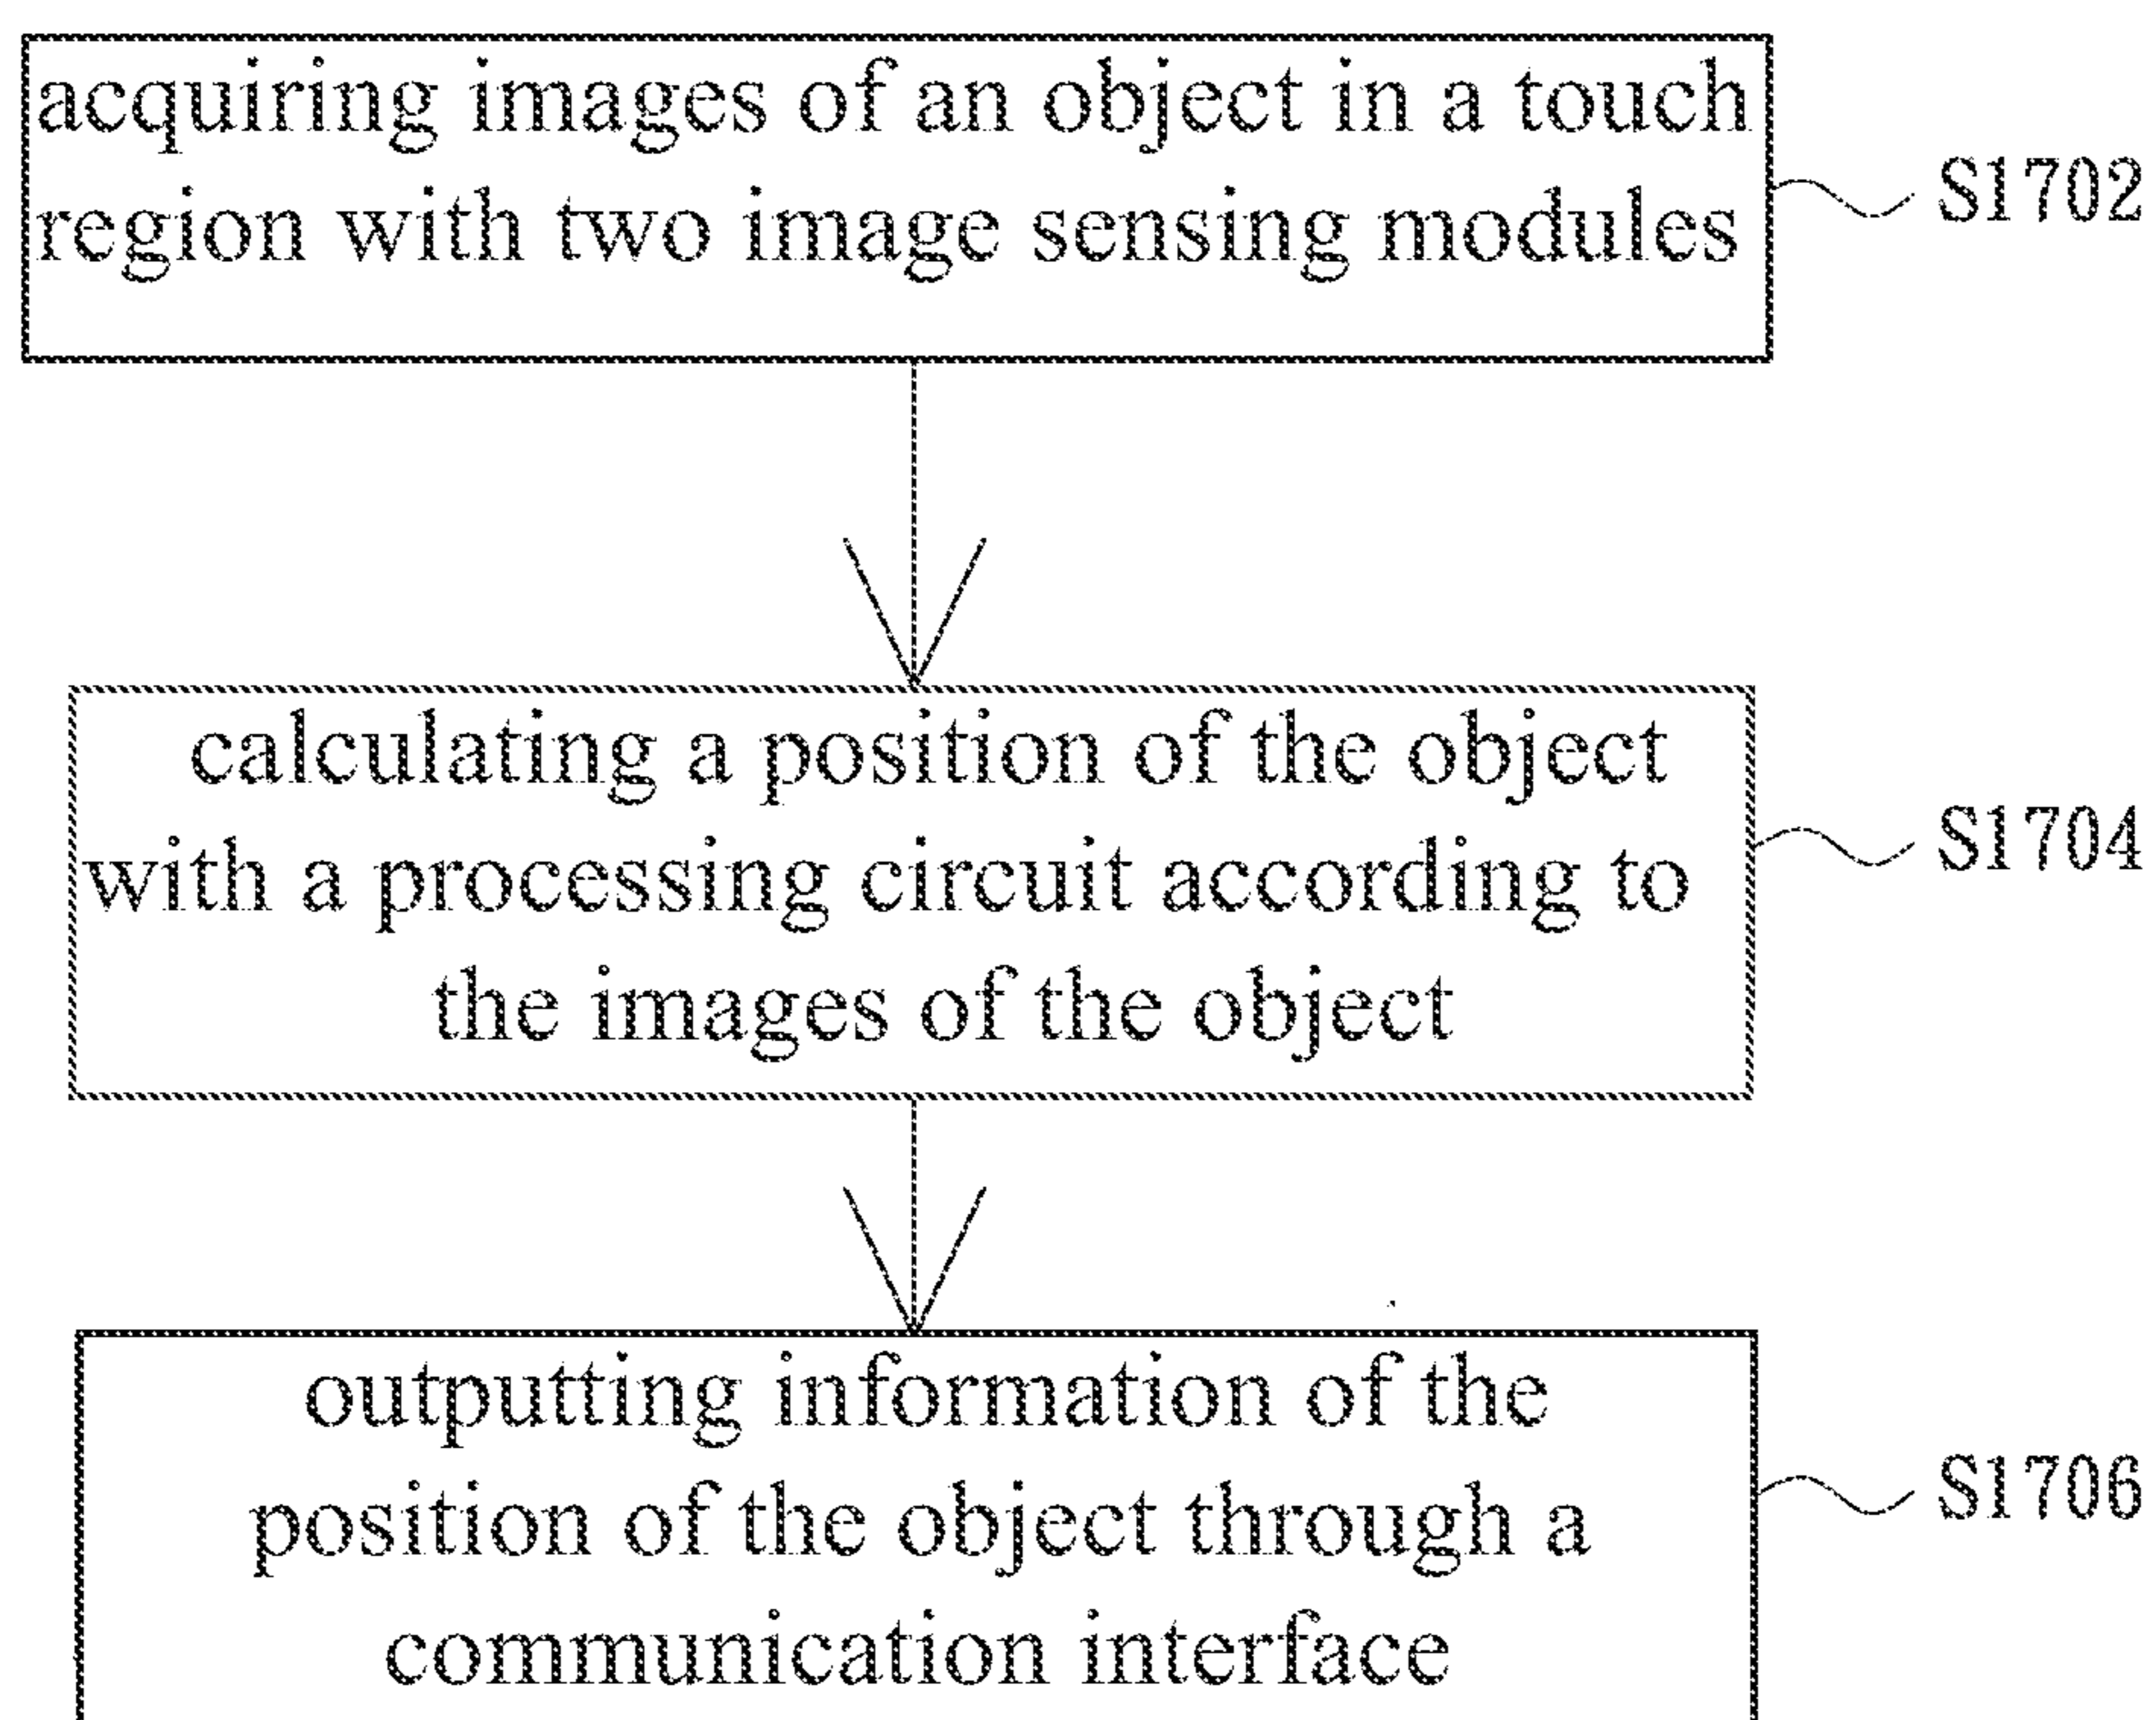 acquiring images of an object in a touch
region with two image sensing modules
S1702
calculating a position of the object
with a processing circuit according to
the images of the object
S1704
outputting information of the
position of the object through a
communication interface
S1706